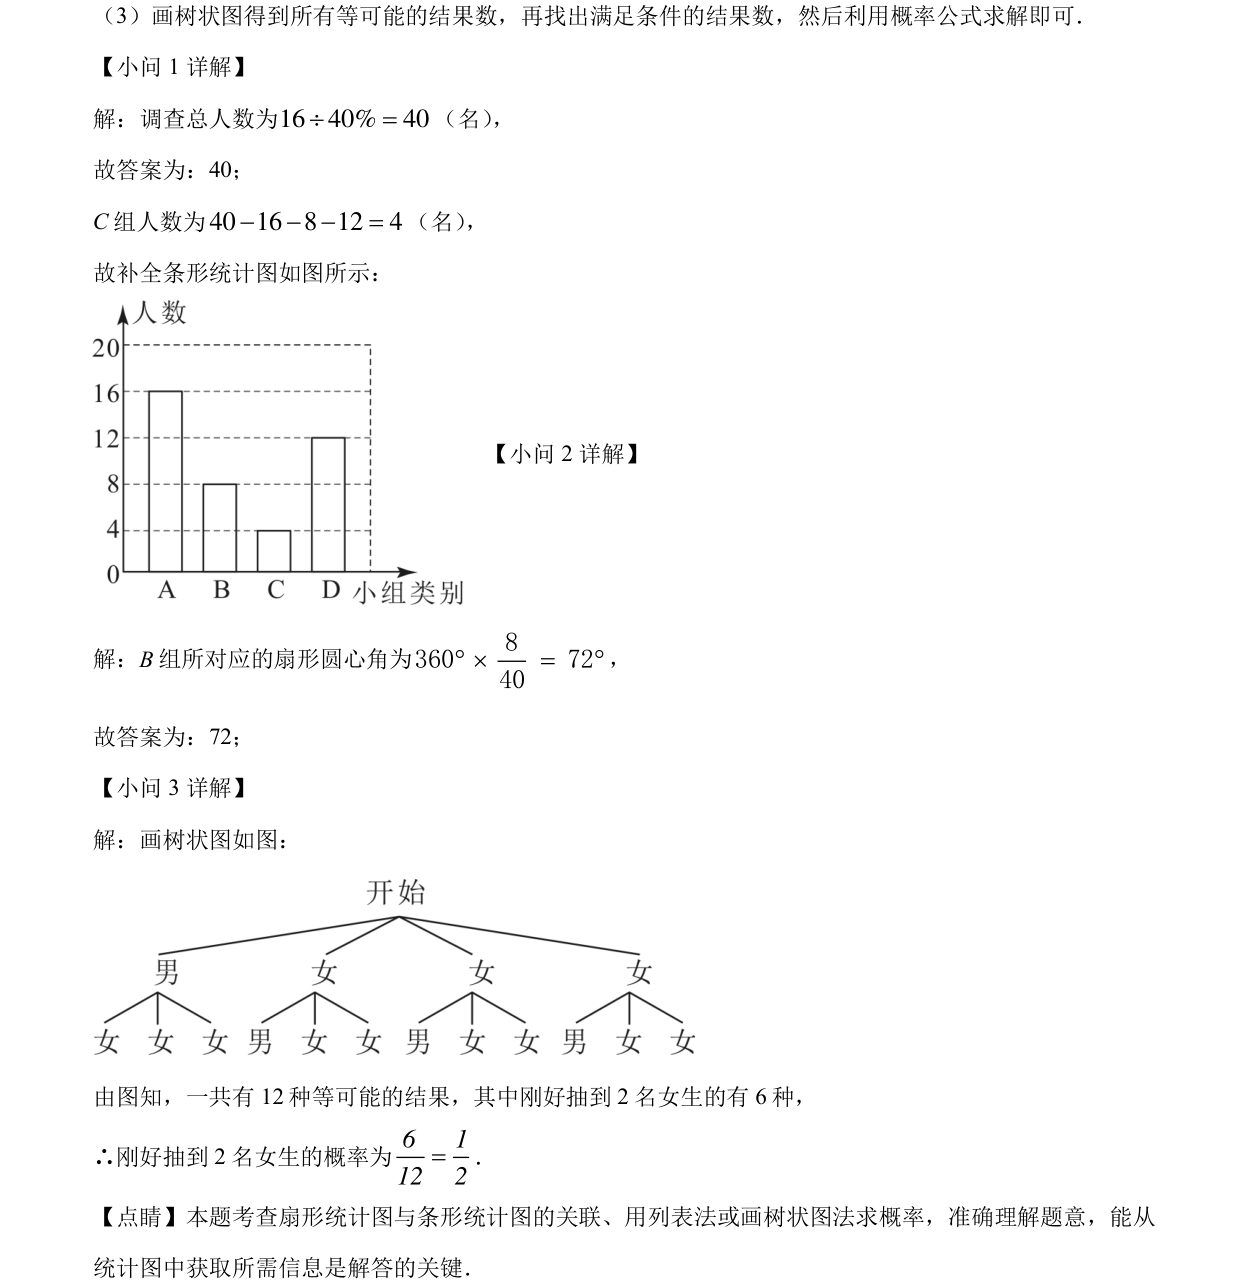 （3）画树状图得到所有等可能的结果数，再找出满足条件的结果数，然后利用概率公式求解即可．
【小问 1 详解】
解：调查总人数为16÷40%=40（名），
故答案为：40；
C组人数为40−16−8−12=4（名），
故补全条形统计图如图所示：
人数
20
16
12
8
4
0
A B C D 小组类别
【小问 2 详解】
解：B组所对应的扇形圆心角为360° × 8/40 = 72°，
故答案为：72；
【小问 3 详解】
解：画树状图如图：
开始
男 女 女 女
女 女 女 男 女 女 男 女 女 男 女 女
由图知，一共有 12种等可能的结果，其中刚好抽到2 名女生的有 6种，
∴刚好抽到2 名女生的概率为6/12=1/2．
【点睛】本题考查扇形统计图与条形统计图的关联、用列表法或画树状图法求概率，准确理解题意，能从
统计图中获取所需信息是解答的关键．